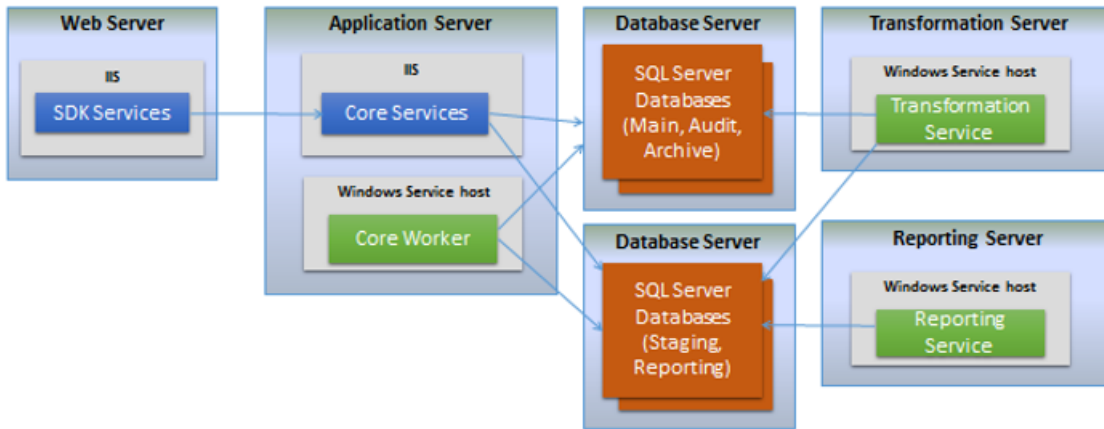 Web Server
IIS
SDK Services
Application Server
IIS
Core Services
Windows Service host
Core Worker
Database Server
SQL Server
Databases
(Main, Audit,
Archive)
Database Server
SQL Server
Databases
(Staging,
Reporting)
Transformation Server
Windows Service host
Transformation
Service
Reporting Server
Windows Service host
Reporting
Service